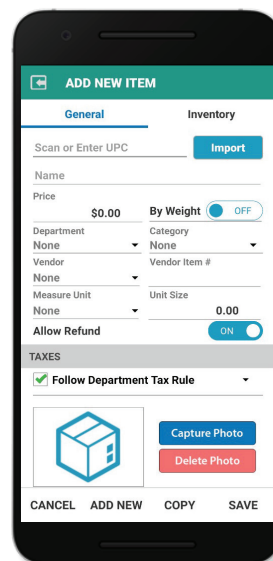 ADD NEW ITEM
General Inventory
Scan or Enter UPC Import
Name
Price
$0.00 By Weight OFF
Department Category
None None
Vendor Vendor Item #
None
Measure Unit Unit Size
None 0.00
Allow Refund ON
TAXES
Follow Department Tax Rule
Capture Photo
Delete Photo
CANCEL ADD NEW COPY SAVE